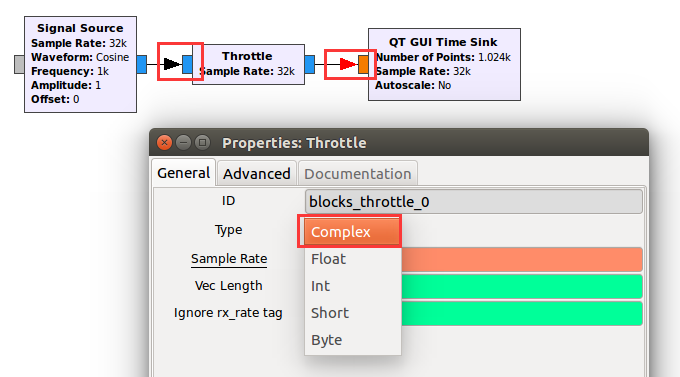 Signal Source
Sample Rate: 32k
Waveform: Cosine
Frequency: 1k
Amplitude: 1
Offset: 0
Throttle
Sample Rate: 32k
QT GUI Time Sink
Number of Points: 1.024k
Sample Rate: 32k
Autoscale: No
Properties: Throttle
General Advanced Documentation
ID blocks_throttle_0
Type Complex
Sample Rate Float
Vec Length Int
Ignore rx_rate tag Short
Byte